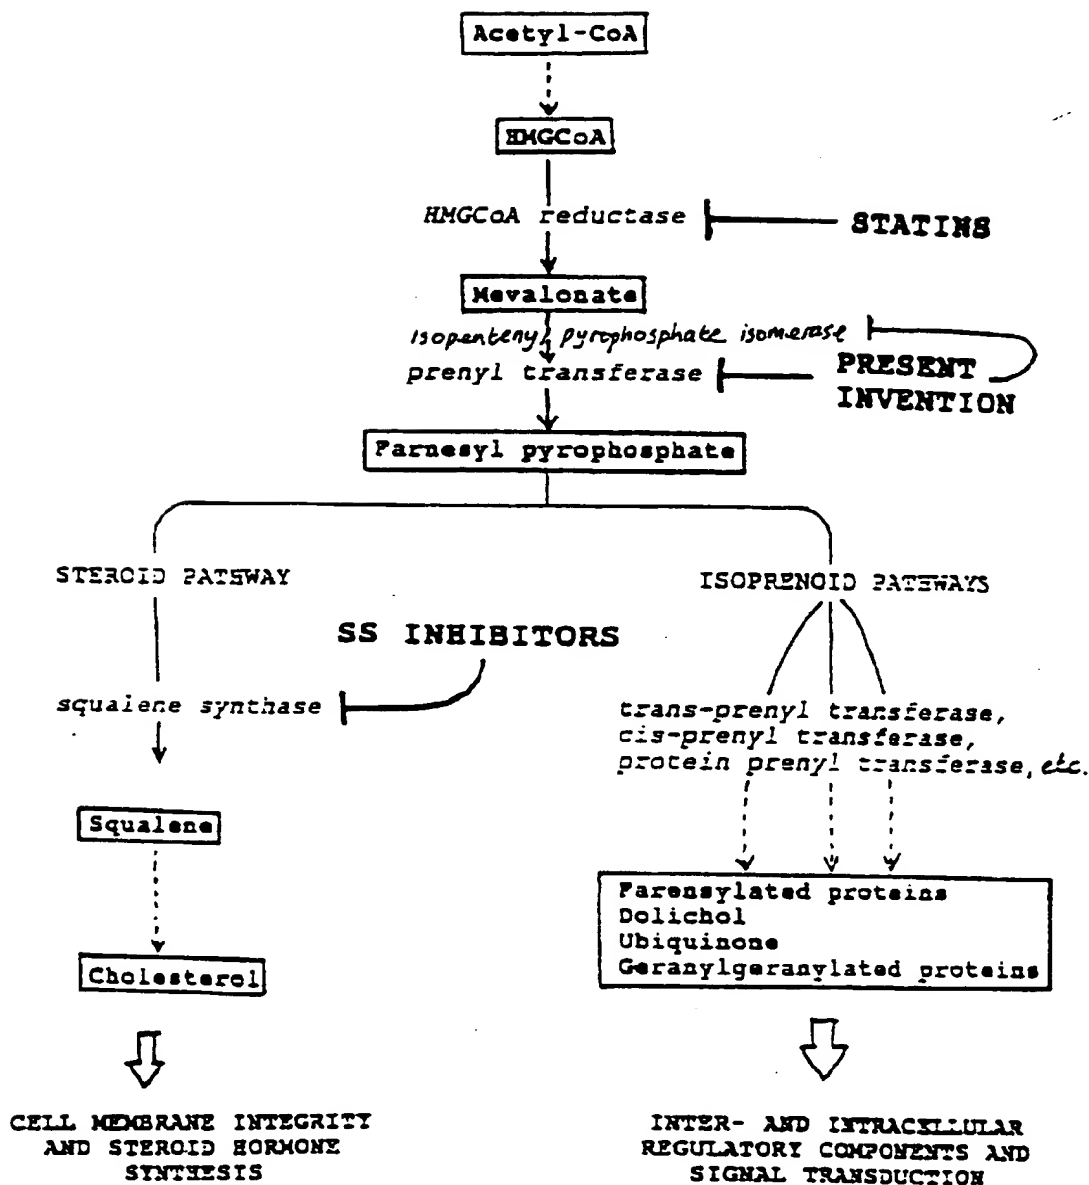 Acetyl-CoA
HMGCoA
HMGCoA reductase
STATINS
Mevalonate
isopentenyl pyrophosphate isomerase
prenyl transferase
PRESENT
INVENTION
Farnesyl pyrophosphate
STEROID PATHWAY
ISOPRENOID PATHWAYS
SS INHIBITORS
squalene synthase
trans-prenyl transferase,
cis-prenyl transferase,
protein prenyl transferase, etc.
Squalene
Farensylated proteins
Dolichol
Ubiquinone
Geranylgeranylated proteins
Cholesterol
CELL MEMBRANE INTEGRITY
AND STEROID HORMONE
SYNTHESIS
INTER- AND INTRACELLULAR
REGULATORY COMPONENTS AND
SIGNAL TRANSDUCTION